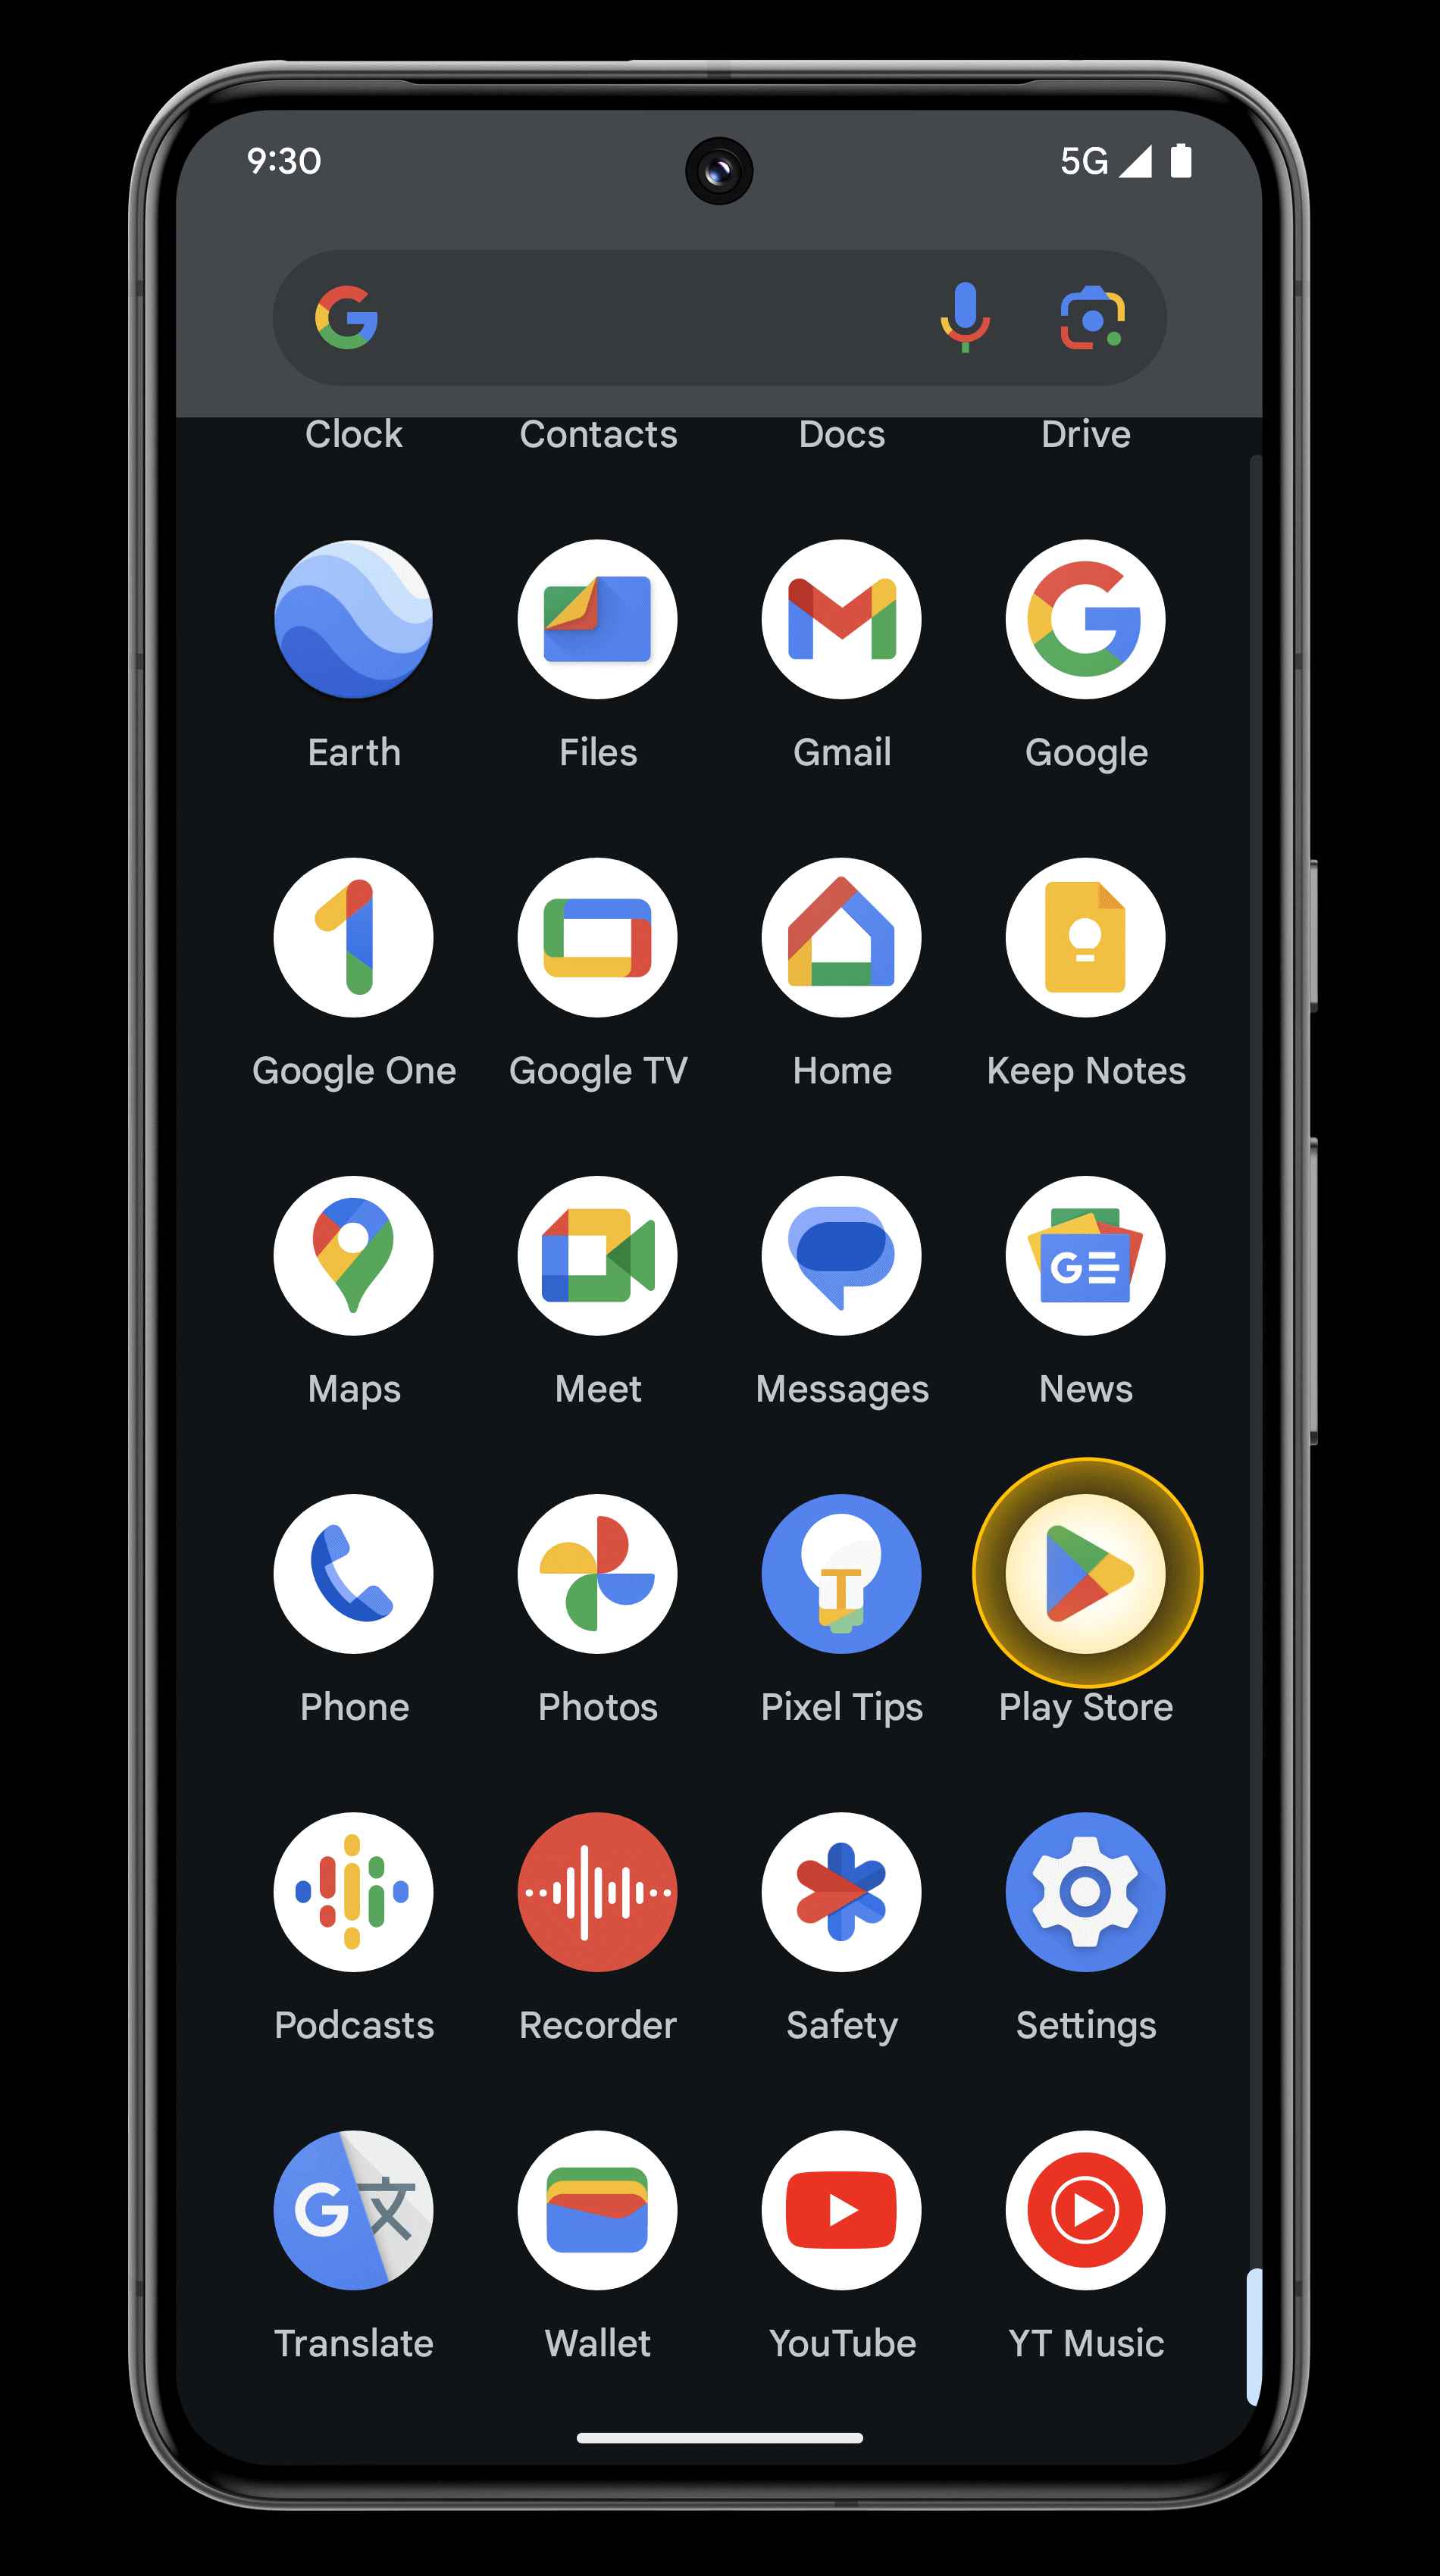 9:30 5G
Clock Contacts Docs Drive
Earth Files Gmail Google
Google One Google TV Home Keep Notes
G
Maps Meet Messages News
Phone Photos Pixel Tips Play Store
Podcasts Recorder Safety Settings
G 文
Translate Wallet YouTube YT Music